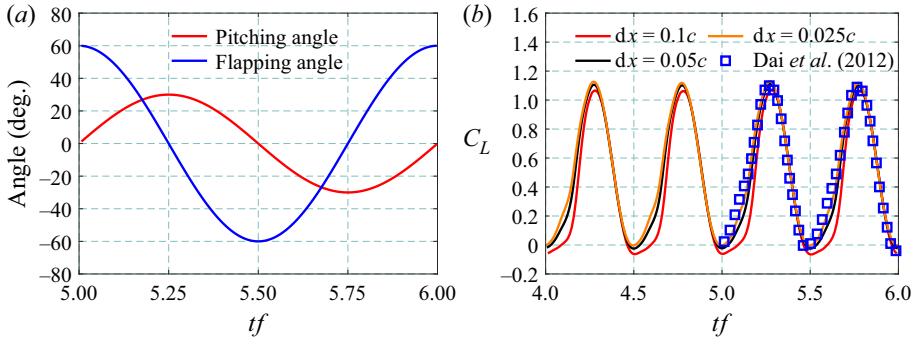 (a)
80
60
40
20
0
–20
–40
–60
–80
Angle (deg.)
Pitching angle
Flapping angle
5.00 5.25 5.50 5.75 6.00
tf
(b)
1.6
1.4
1.2
1.0
0.8
0.6
0.4
0.2
0
–0.2
C_L
dx = 0.1c dx = 0.025c
dx = 0.05c Dai et al. (2012)
4.0 4.5 5.0 5.5 6.0
tf